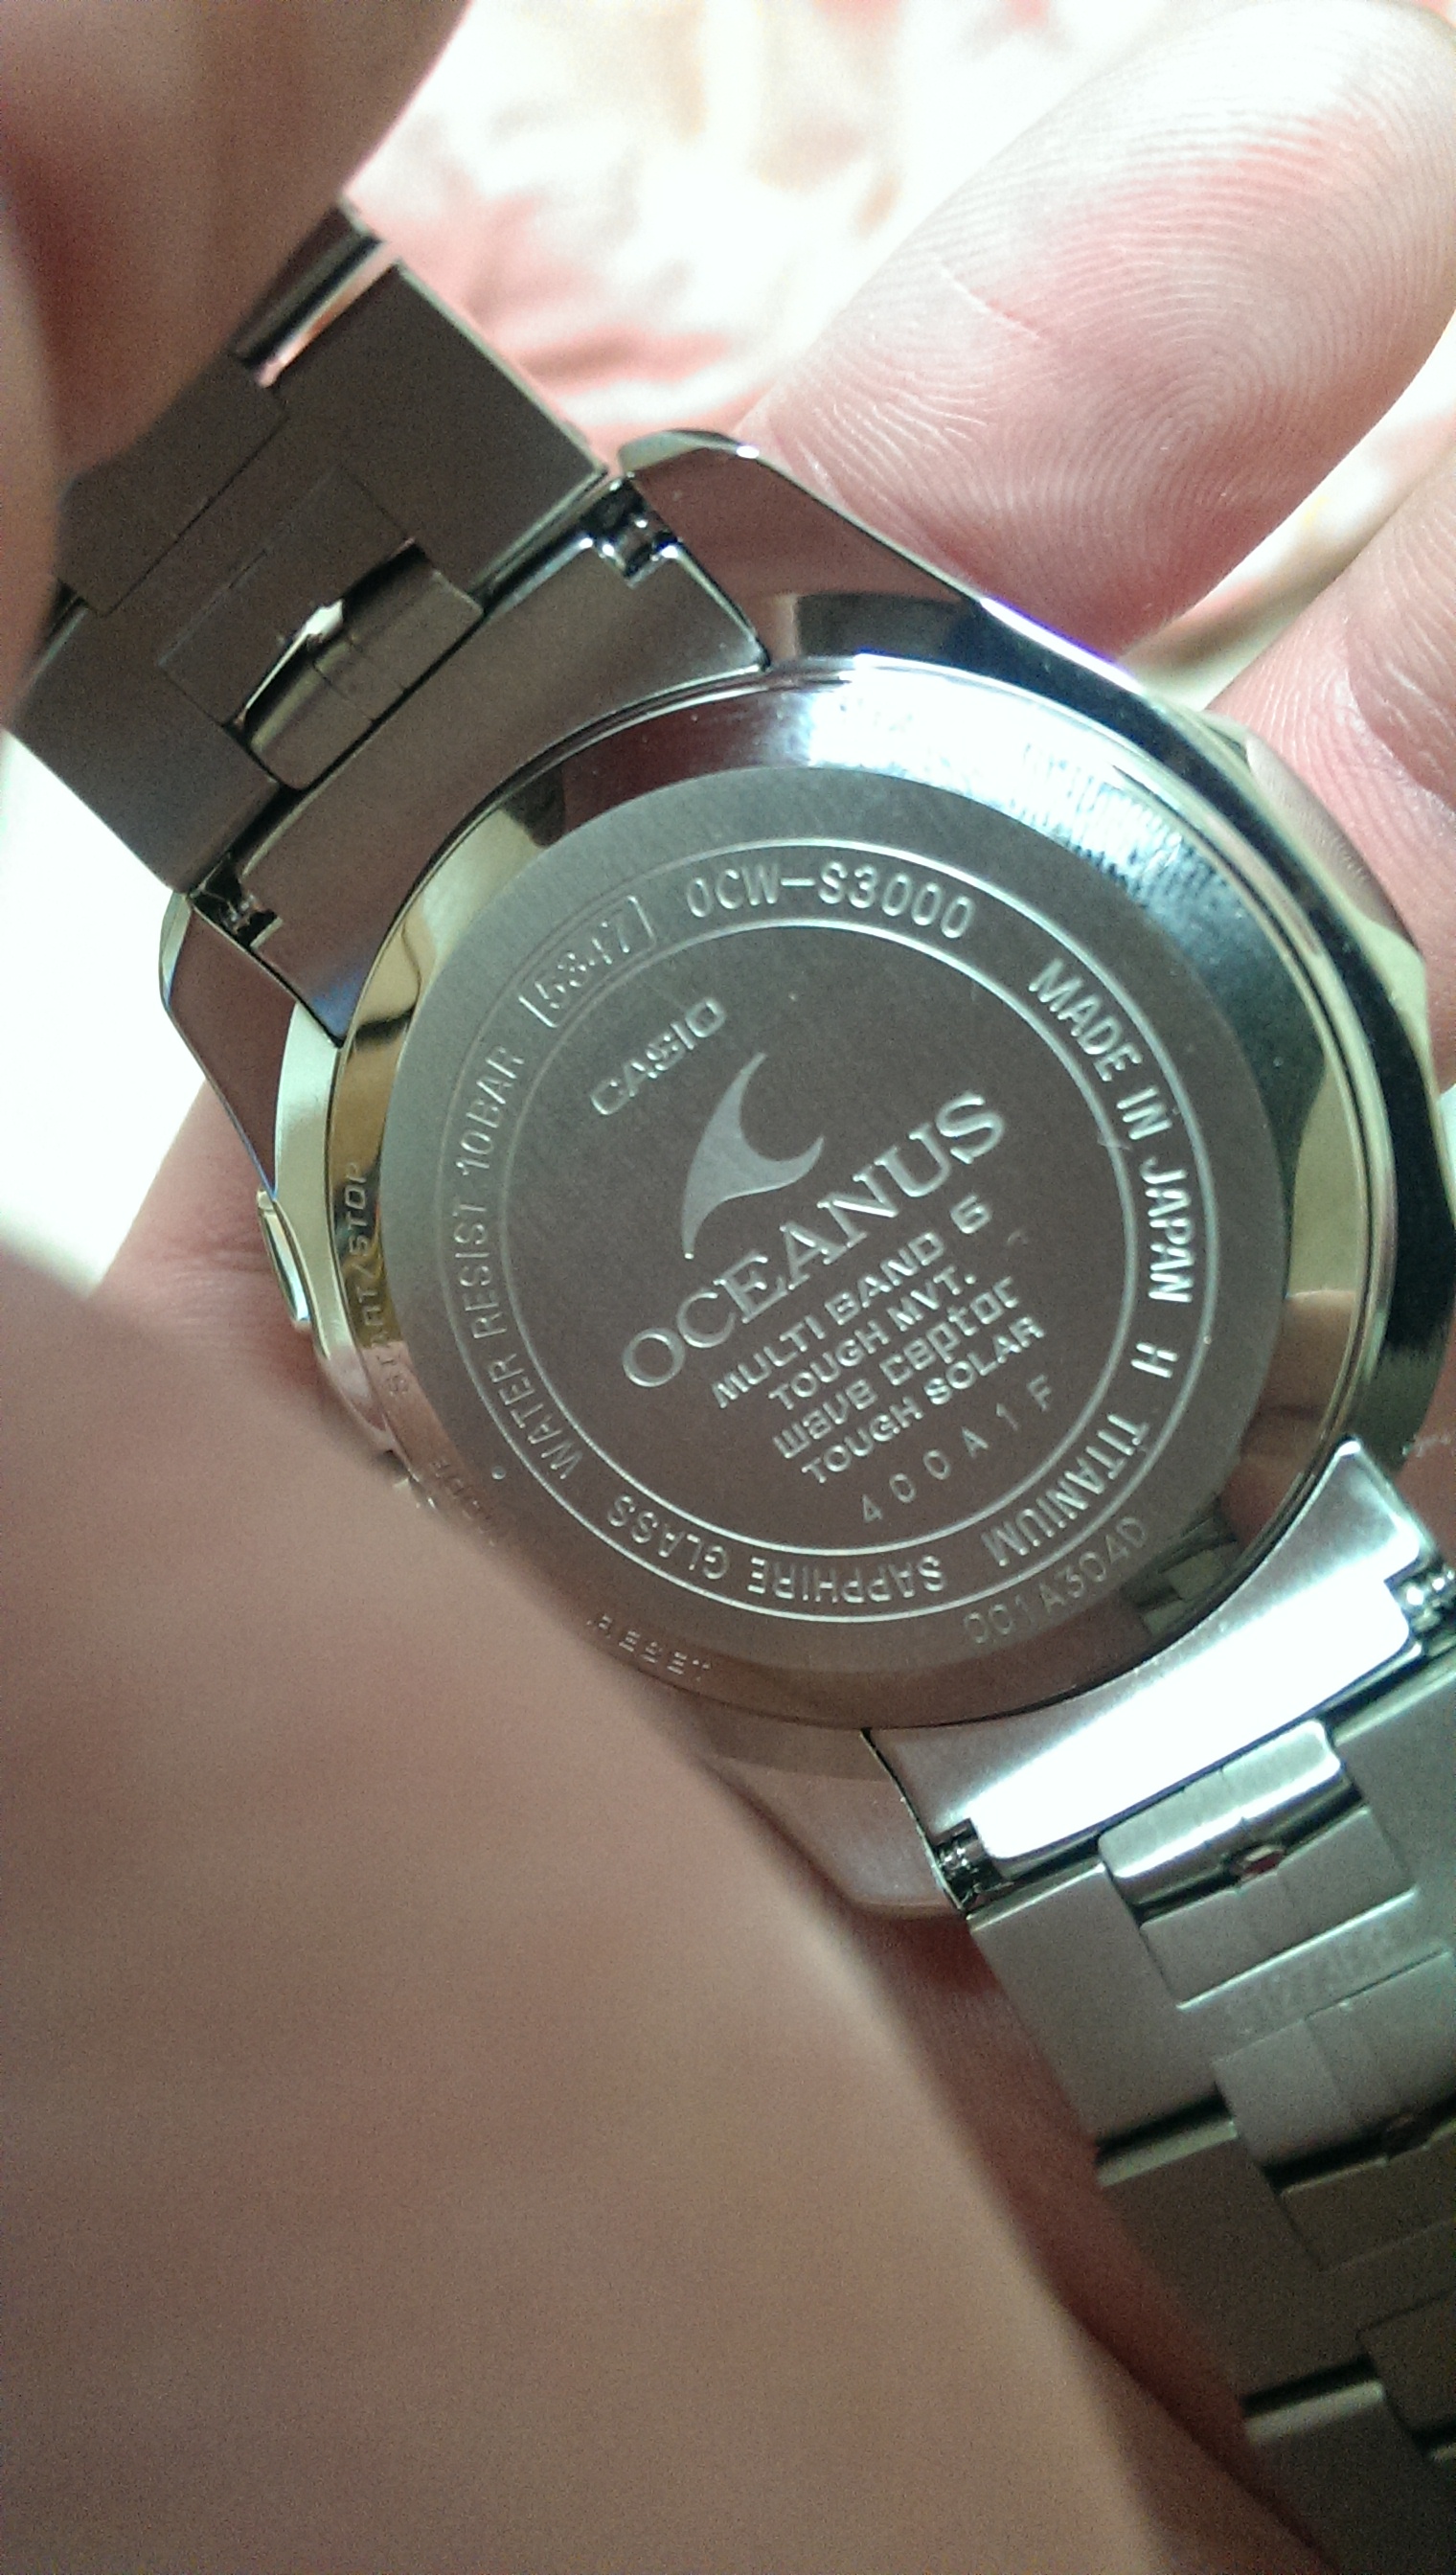 CASIO
OCEANUS
MULTI BAND 6
TOUGH MVT.
wave ceptor
TOUGH SOLAR
400A1F
WATER RESIST 10BAR [5347] OCW-S3000 MADE IN JAPAN H TITANIUM SAPPHIRE GLASS
001A304D
START/STOP